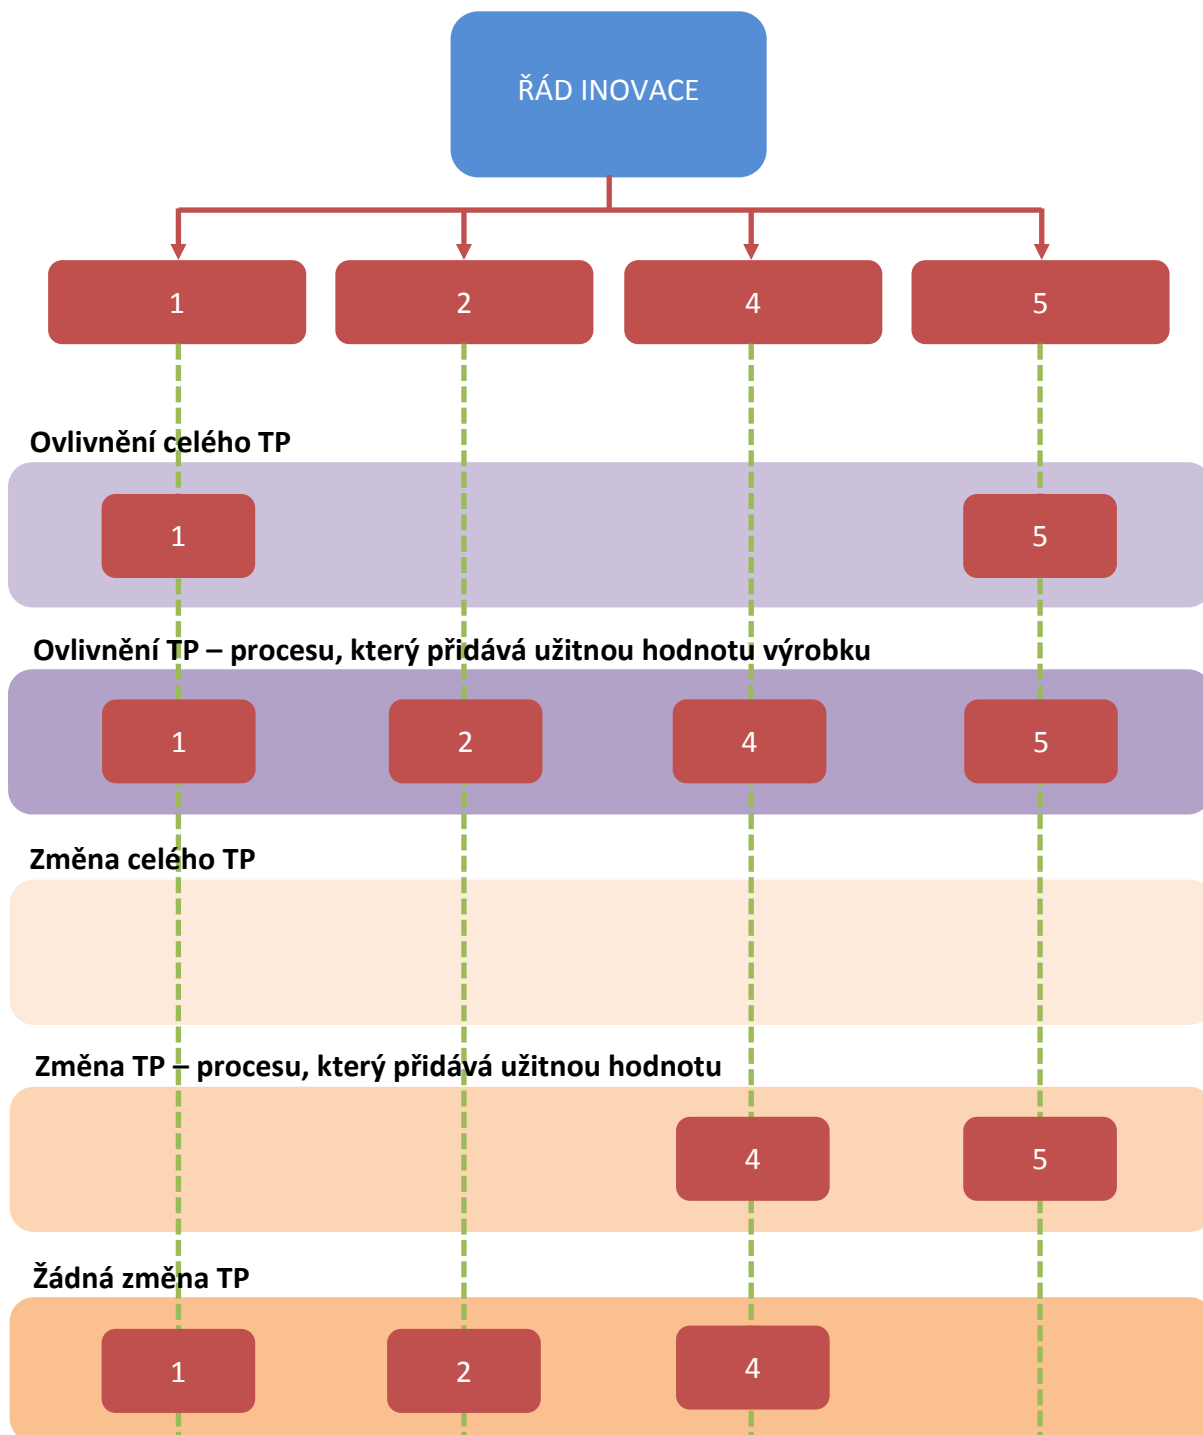 ŘÁD INOVACE
1 2 4 5
Ovlivnění celého TP
1 5
Ovlivnění TP – procesu, který přidává užitnou hodnotu výrobku
1 2 4 5
Změna celého TP
Změna TP – procesu, který přidává užitnou hodnotu
4 5
Žádná změna TP
1 2 4